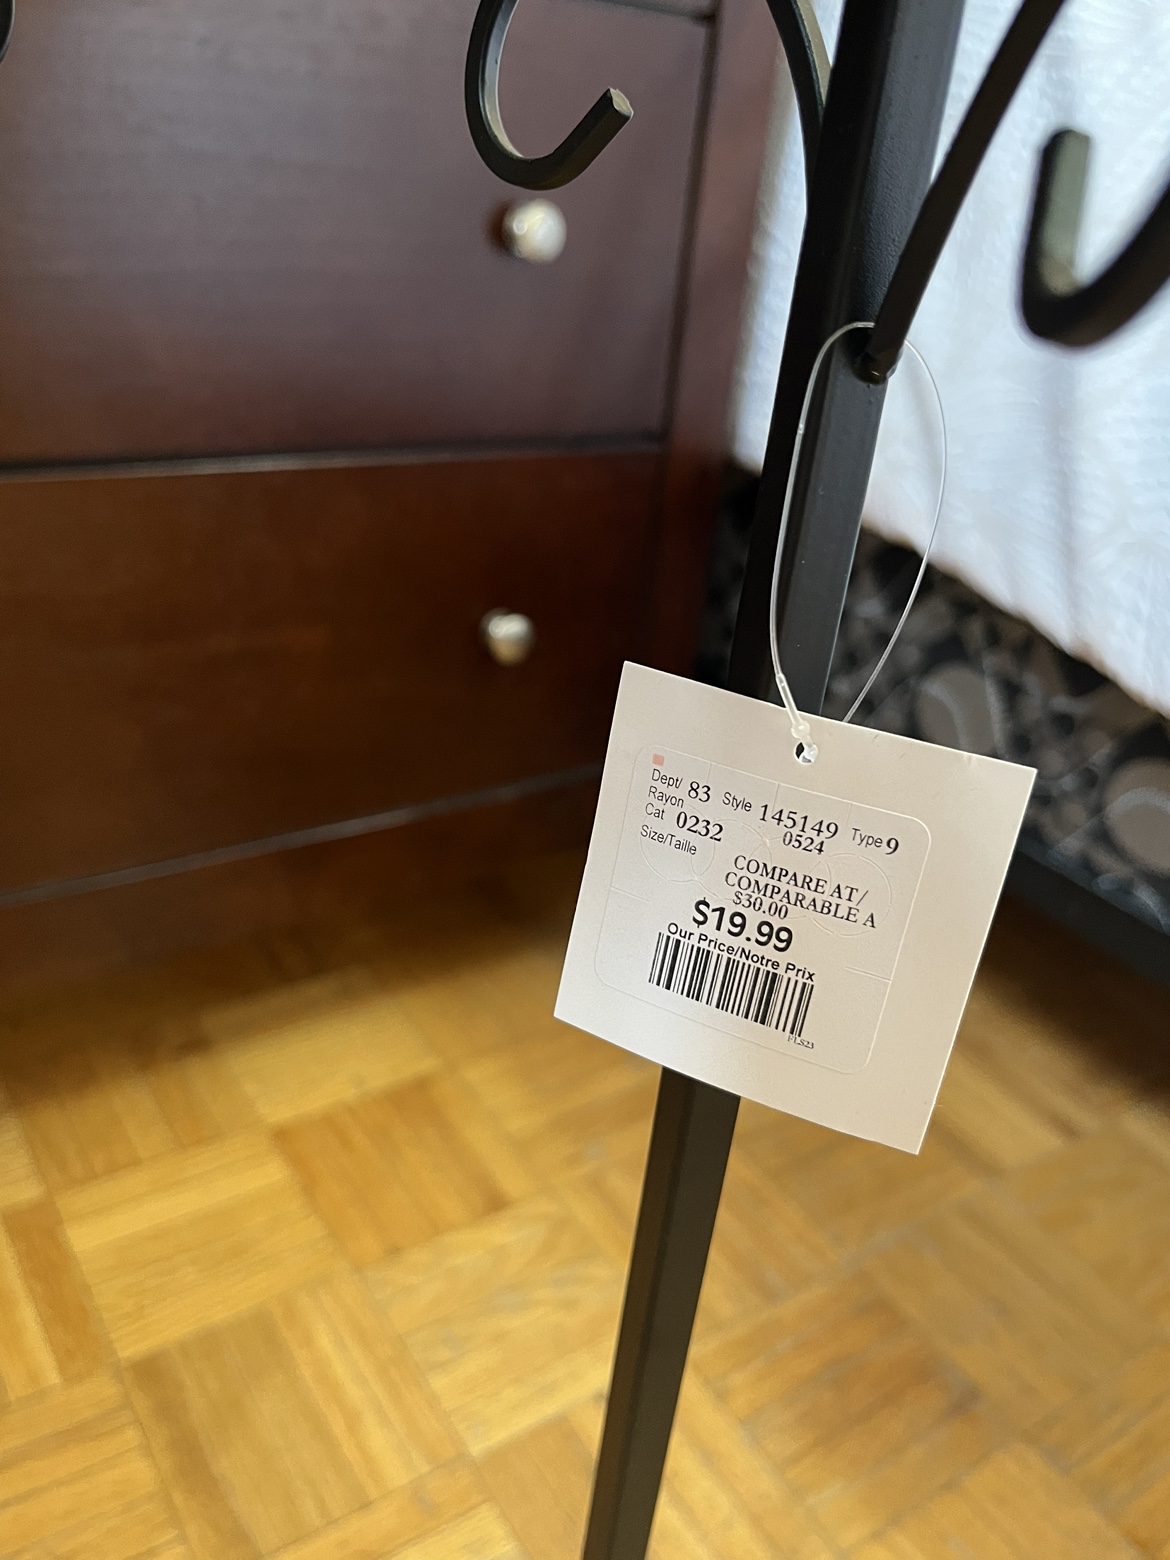 Dept/ Rayon 83 Style 145149 Type 9
Cat 0232 0524
Size/Taille
COMPARE AT/
COMPARABLE A
$30.00
$19.99
Our Price/Notre Prix
FLS23